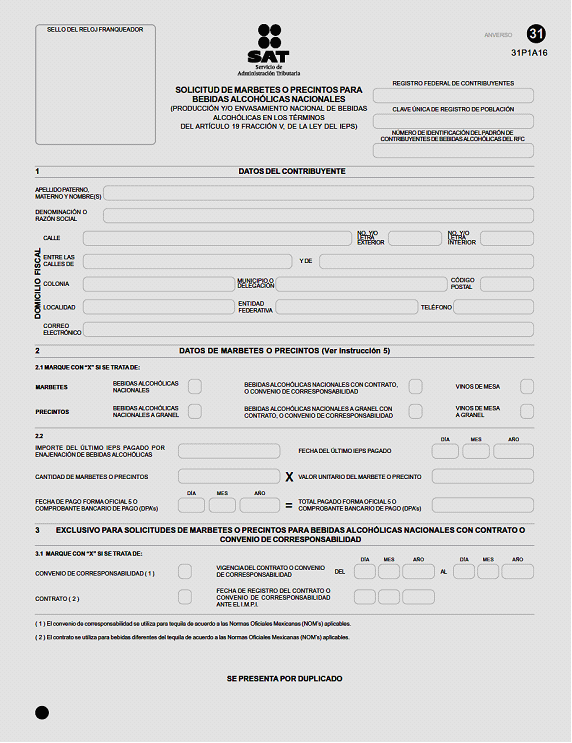 SELLO DEL RELOJ FRANQUEADOR
SAT
Servicio de
Administración Tributaria
ANVERSO
31
31P1A16
SOLICITUD DE MARBETES O PRECINTOS PARA
BEBIDAS ALCOHÓLICAS NACIONALES
(PRODUCCIÓN Y/O ENVASAMIENTO NACIONAL DE BEBIDAS
ALCOHÓLICAS EN LOS TÉRMINOS
DEL ARTÍCULO 19 FRACCIÓN V, DE LA LEY DEL IEPS)
REGISTRO FEDERAL DE CONTRIBUYENTES
CLAVE ÚNICA DE REGISTRO DE POBLACIÓN
NÚMERO DE IDENTIFICACIÓN DEL PADRÓN DE
CONTRIBUYENTES DE BEBIDAS ALCOHÓLICAS DEL RFC
1 DATOS DEL CONTRIBUYENTE
APELLIDO PATERNO,
MATERNO Y NOMBRE(S)
DENOMINACIÓN O
RAZÓN SOCIAL
DOMICILIO FISCAL
CALLE
NO. Y/O
LETRA
EXTERIOR
NO. Y/O
LETRA
INTERIOR
ENTRE LAS
CALLES DE
Y DE
COLONIA
MUNICIPIO O
DELEGACIÓN
CÓDIGO
POSTAL
LOCALIDAD
ENTIDAD
FEDERATIVA
TELÉFONO
CORREO
ELECTRÓNICO
2 DATOS DE MARBETES O PRECINTOS (Ver instrucción 5)
2.1 MARQUE CON "X" SI SE TRATA DE:
MARBETES
BEBIDAS ALCOHÓLICAS
NACIONALES
BEBIDAS ALCOHÓLICAS NACIONALES CON CONTRATO,
O CONVENIO DE CORRESPONSABILIDAD
VINOS DE MESA
PRECINTOS
BEBIDAS ALCOHÓLICAS
NACIONALES A GRANEL
BEBIDAS ALCOHÓLICAS NACIONALES A GRANEL CON
CONTRATO, O CONVENIO DE CORRESPONSABILIDAD
VINOS DE MESA
A GRANEL
2.2
IMPORTE DEL ÚLTIMO IEPS PAGADO POR
ENAJENACIÓN DE BEBIDAS ALCOHÓLICAS
FECHA DEL ÚLTIMO IEPS PAGADO
DÍA MES AÑO
CANTIDAD DE MARBETES O PRECINTOS
X VALOR UNITARIO DEL MARBETE O PRECINTO
FECHA DE PAGO FORMA OFICIAL 5 O
COMPROBANTE BANCARIO DE PAGO (DPA's)
DÍA MES AÑO
= TOTAL PAGADO FORMA OFICIAL 5 O
COMPROBANTE BANCARIO DE PAGO (DPA's)
3 EXCLUSIVO PARA SOLICITUDES DE MARBETES O PRECINTOS PARA BEBIDAS ALCOHÓLICAS NACIONALES CON CONTRATO O
CONVENIO DE CORRESPONSABILIDAD
3.1 MARQUE CON "X" SI SE TRATA DE:
CONVENIO DE CORRESPONSABILIDAD ( 1 )
VIGENCIA DEL CONTRATO O CONVENIO
DE CORRESPONSABILIDAD
DEL
DÍA MES AÑO
AL
DÍA MES AÑO
CONTRATO ( 2 )
FECHA DE REGISTRO DEL CONTRATO O
CONVENIO DE CORRESPONSABILIDAD
ANTE EL I.M.P.I.
( 1 ) El convenio de corresponsabilidad se utiliza para tequila de acuerdo a las Normas Oficiales Mexicanas (NOM's) aplicables.
( 2 ) El contrato se utiliza para bebidas diferentes del tequila de acuerdo a las Normas Oficiales Mexicanas (NOM's) aplicables.
SE PRESENTA POR DUPLICADO